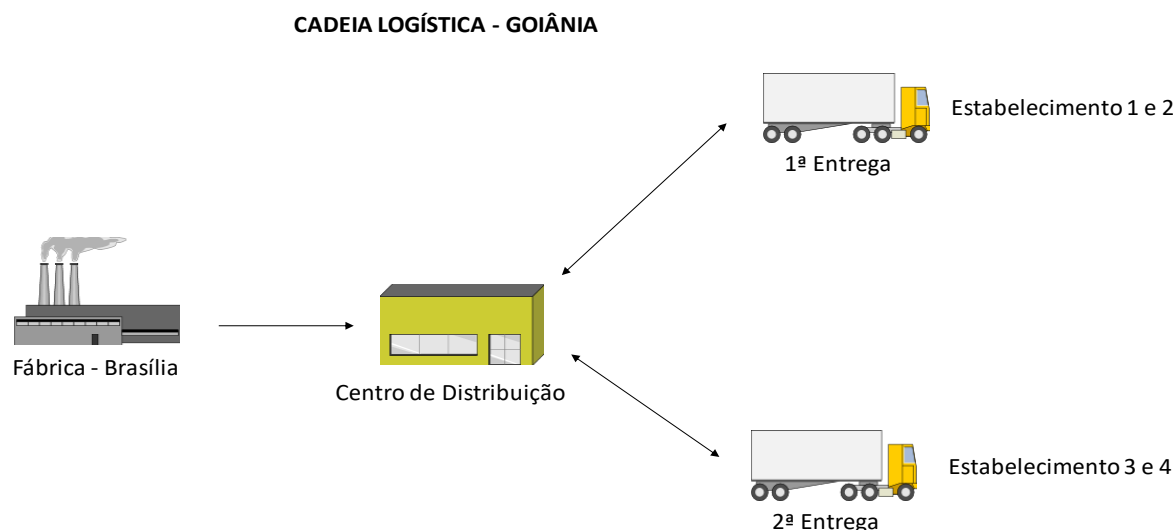 CADEIA LOGÍSTICA - GOIÂNIA
Estabelecimento 1 e 2
1ª Entrega
Fábrica - Brasília
Centro de Distribuição
Estabelecimento 3 e 4
2ª Entrega